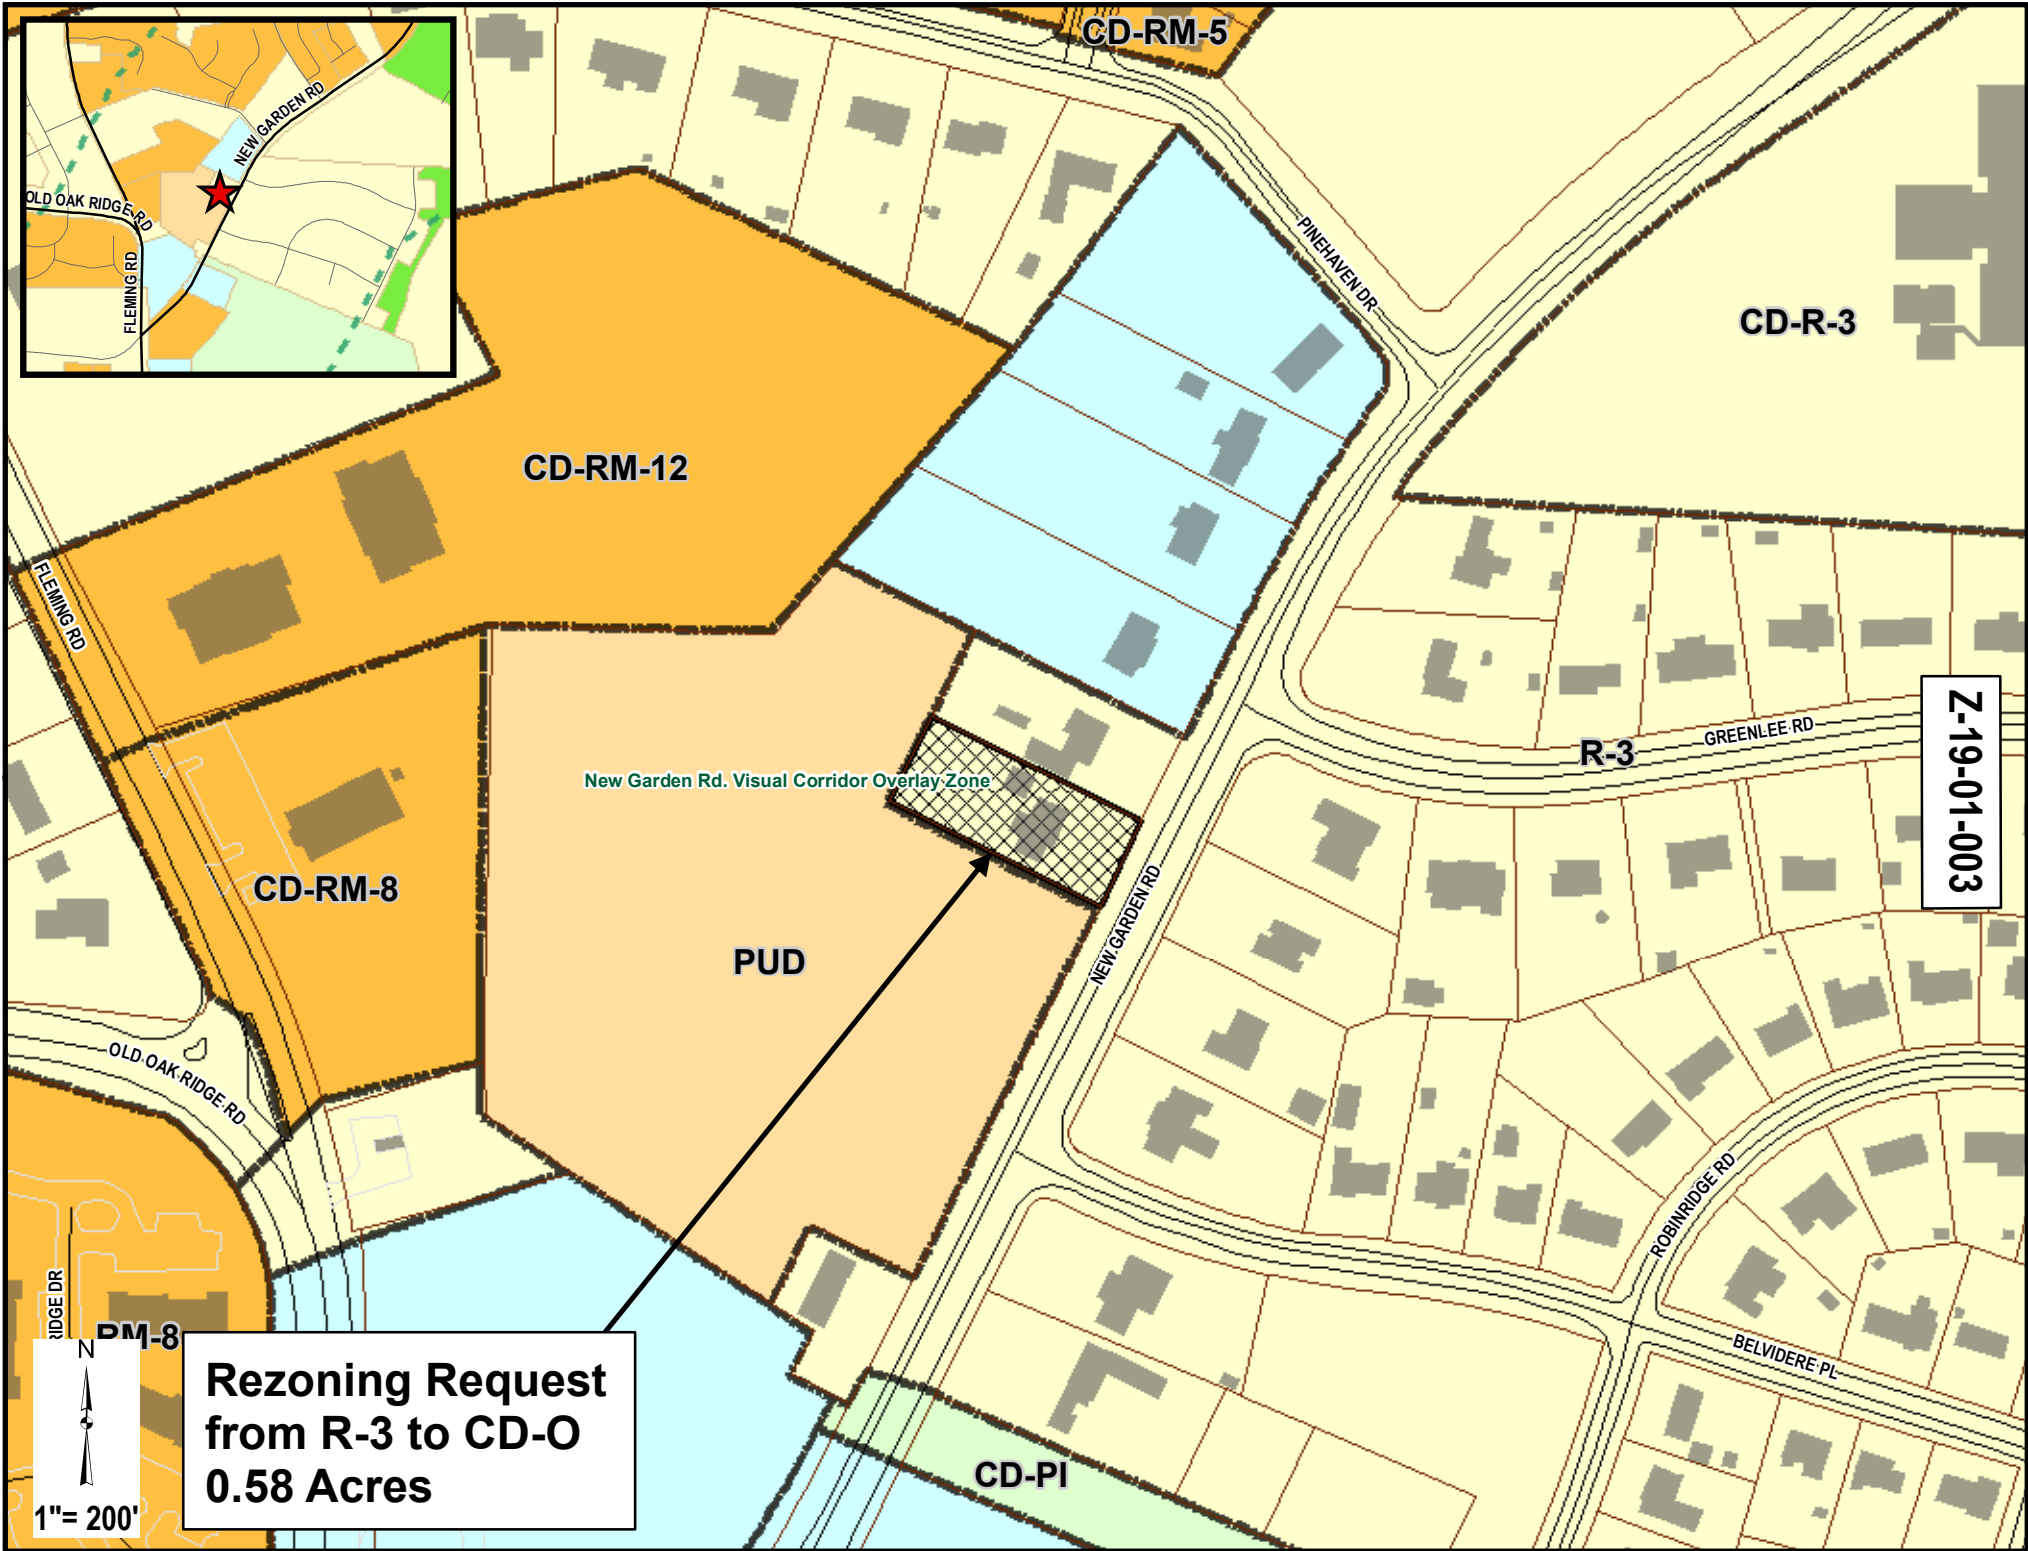 CD-RM-5
NEW GARDEN RD
OLD OAK RIDGE RD
FLEMING RD
PINEHAVEN DR
CD-R-3
CD-RM-12
FLEMING RD
R-3
GREENLEE RD
Z-19-01-003
New Garden Rd. Visual Corridor Overlay Zone
CD-RM-8
NEW GARDEN RD
PUD
OLD OAK RIDGE RD
ROBINRIDGE RD
RIDGE DR
RM-8
BELVIDERE PL
N
1"= 200'
Rezoning Request
from R-3 to CD-O
0.58 Acres
CD-PI